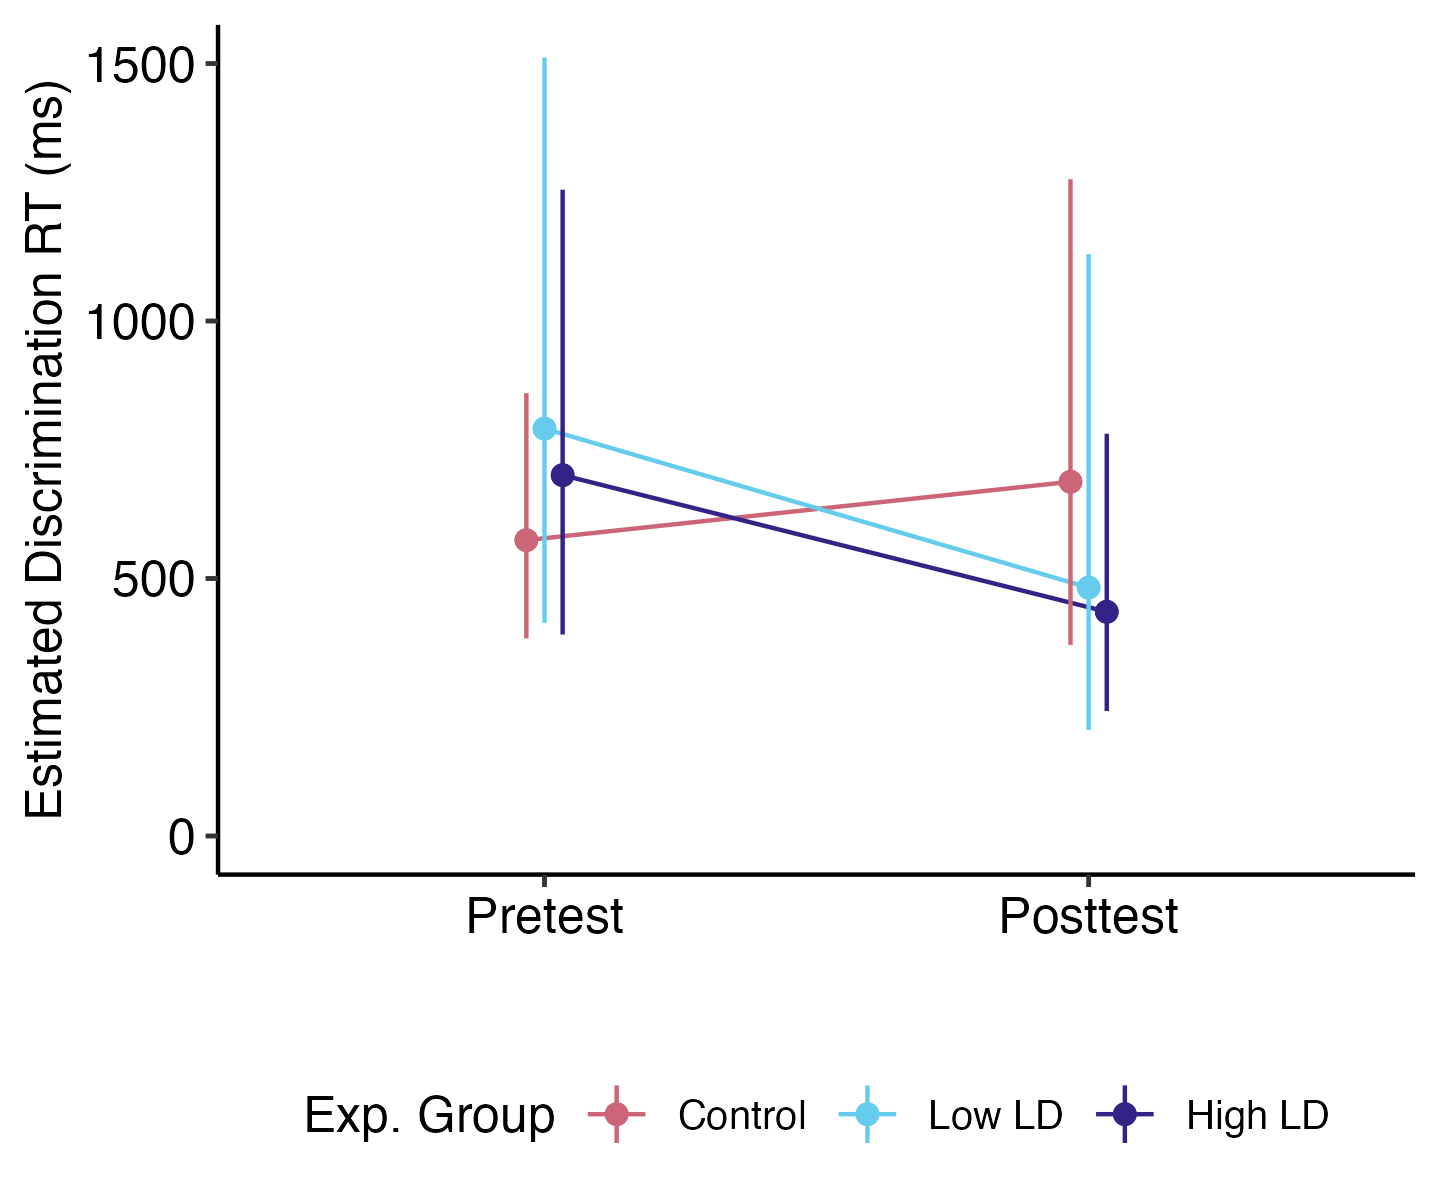 Estimated Discrimination RT (ms)
1500
1000
500
0
Pretest Posttest
Exp. Group Control Low LD High LD